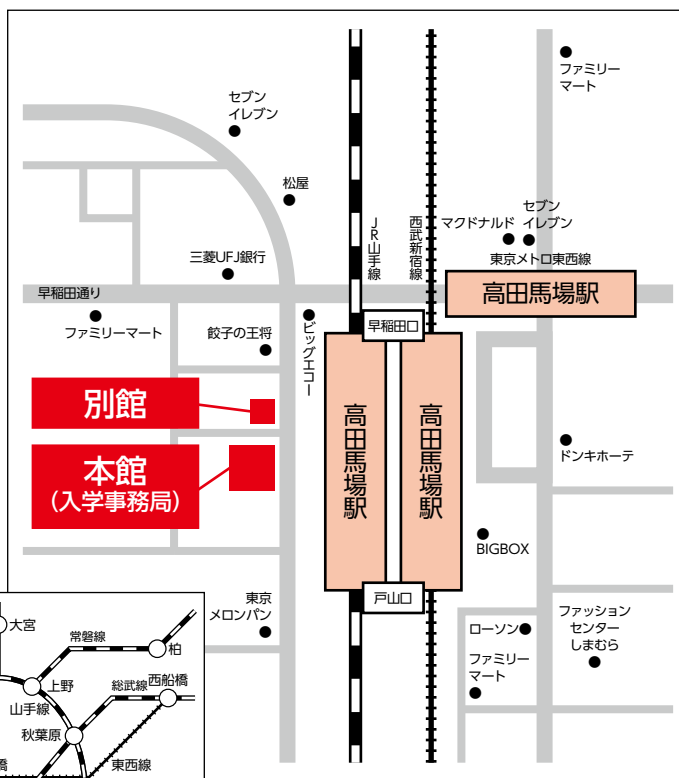 ファミリー
マート
セブン
イレブン
松屋
JR山手線
西武新宿線
マクドナルド
セブン
イレブン
三菱UFJ銀行
東京メトロ東西線
高田馬場駅
早稲田通り
ファミリーマート
餃子の王将
ビッグエコー
早稲田口
別館
本館
(入学事務局)
高田馬場駅
高田馬場駅
ドンキホーテ
BIGBOX
戸山口
東京
メロンパン
ローソン
ファミリー
マート
ファッション
センター
しまむら
大宮
常磐線
柏
上野
総武線
西船橋
山手線
秋葉原
橋
東西線